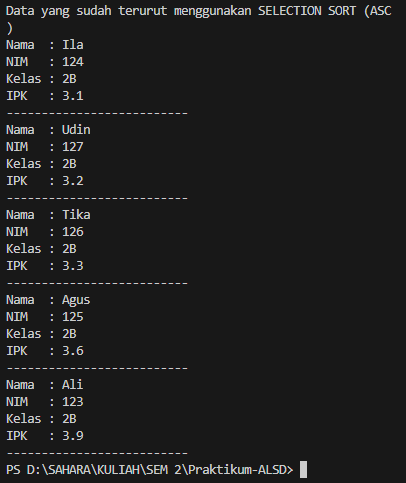 Data yang sudah terurut menggunakan SELECTION SORT (ASC
)
Nama  : Ila
NIM   : 124
Kelas : 2B
IPK   : 3.1
--------------------------
Nama  : Udin
NIM   : 127
Kelas : 2B
IPK   : 3.2
--------------------------
Nama  : Tika
NIM   : 126
Kelas : 2B
IPK   : 3.3
--------------------------
Nama  : Agus
NIM   : 125
Kelas : 2B
IPK   : 3.6
--------------------------
Nama  : Ali
NIM   : 123
Kelas : 2B
IPK   : 3.9
--------------------------
PS D:\SAHARA\KULIAH\SEM 2\Praktikum-ALSD>